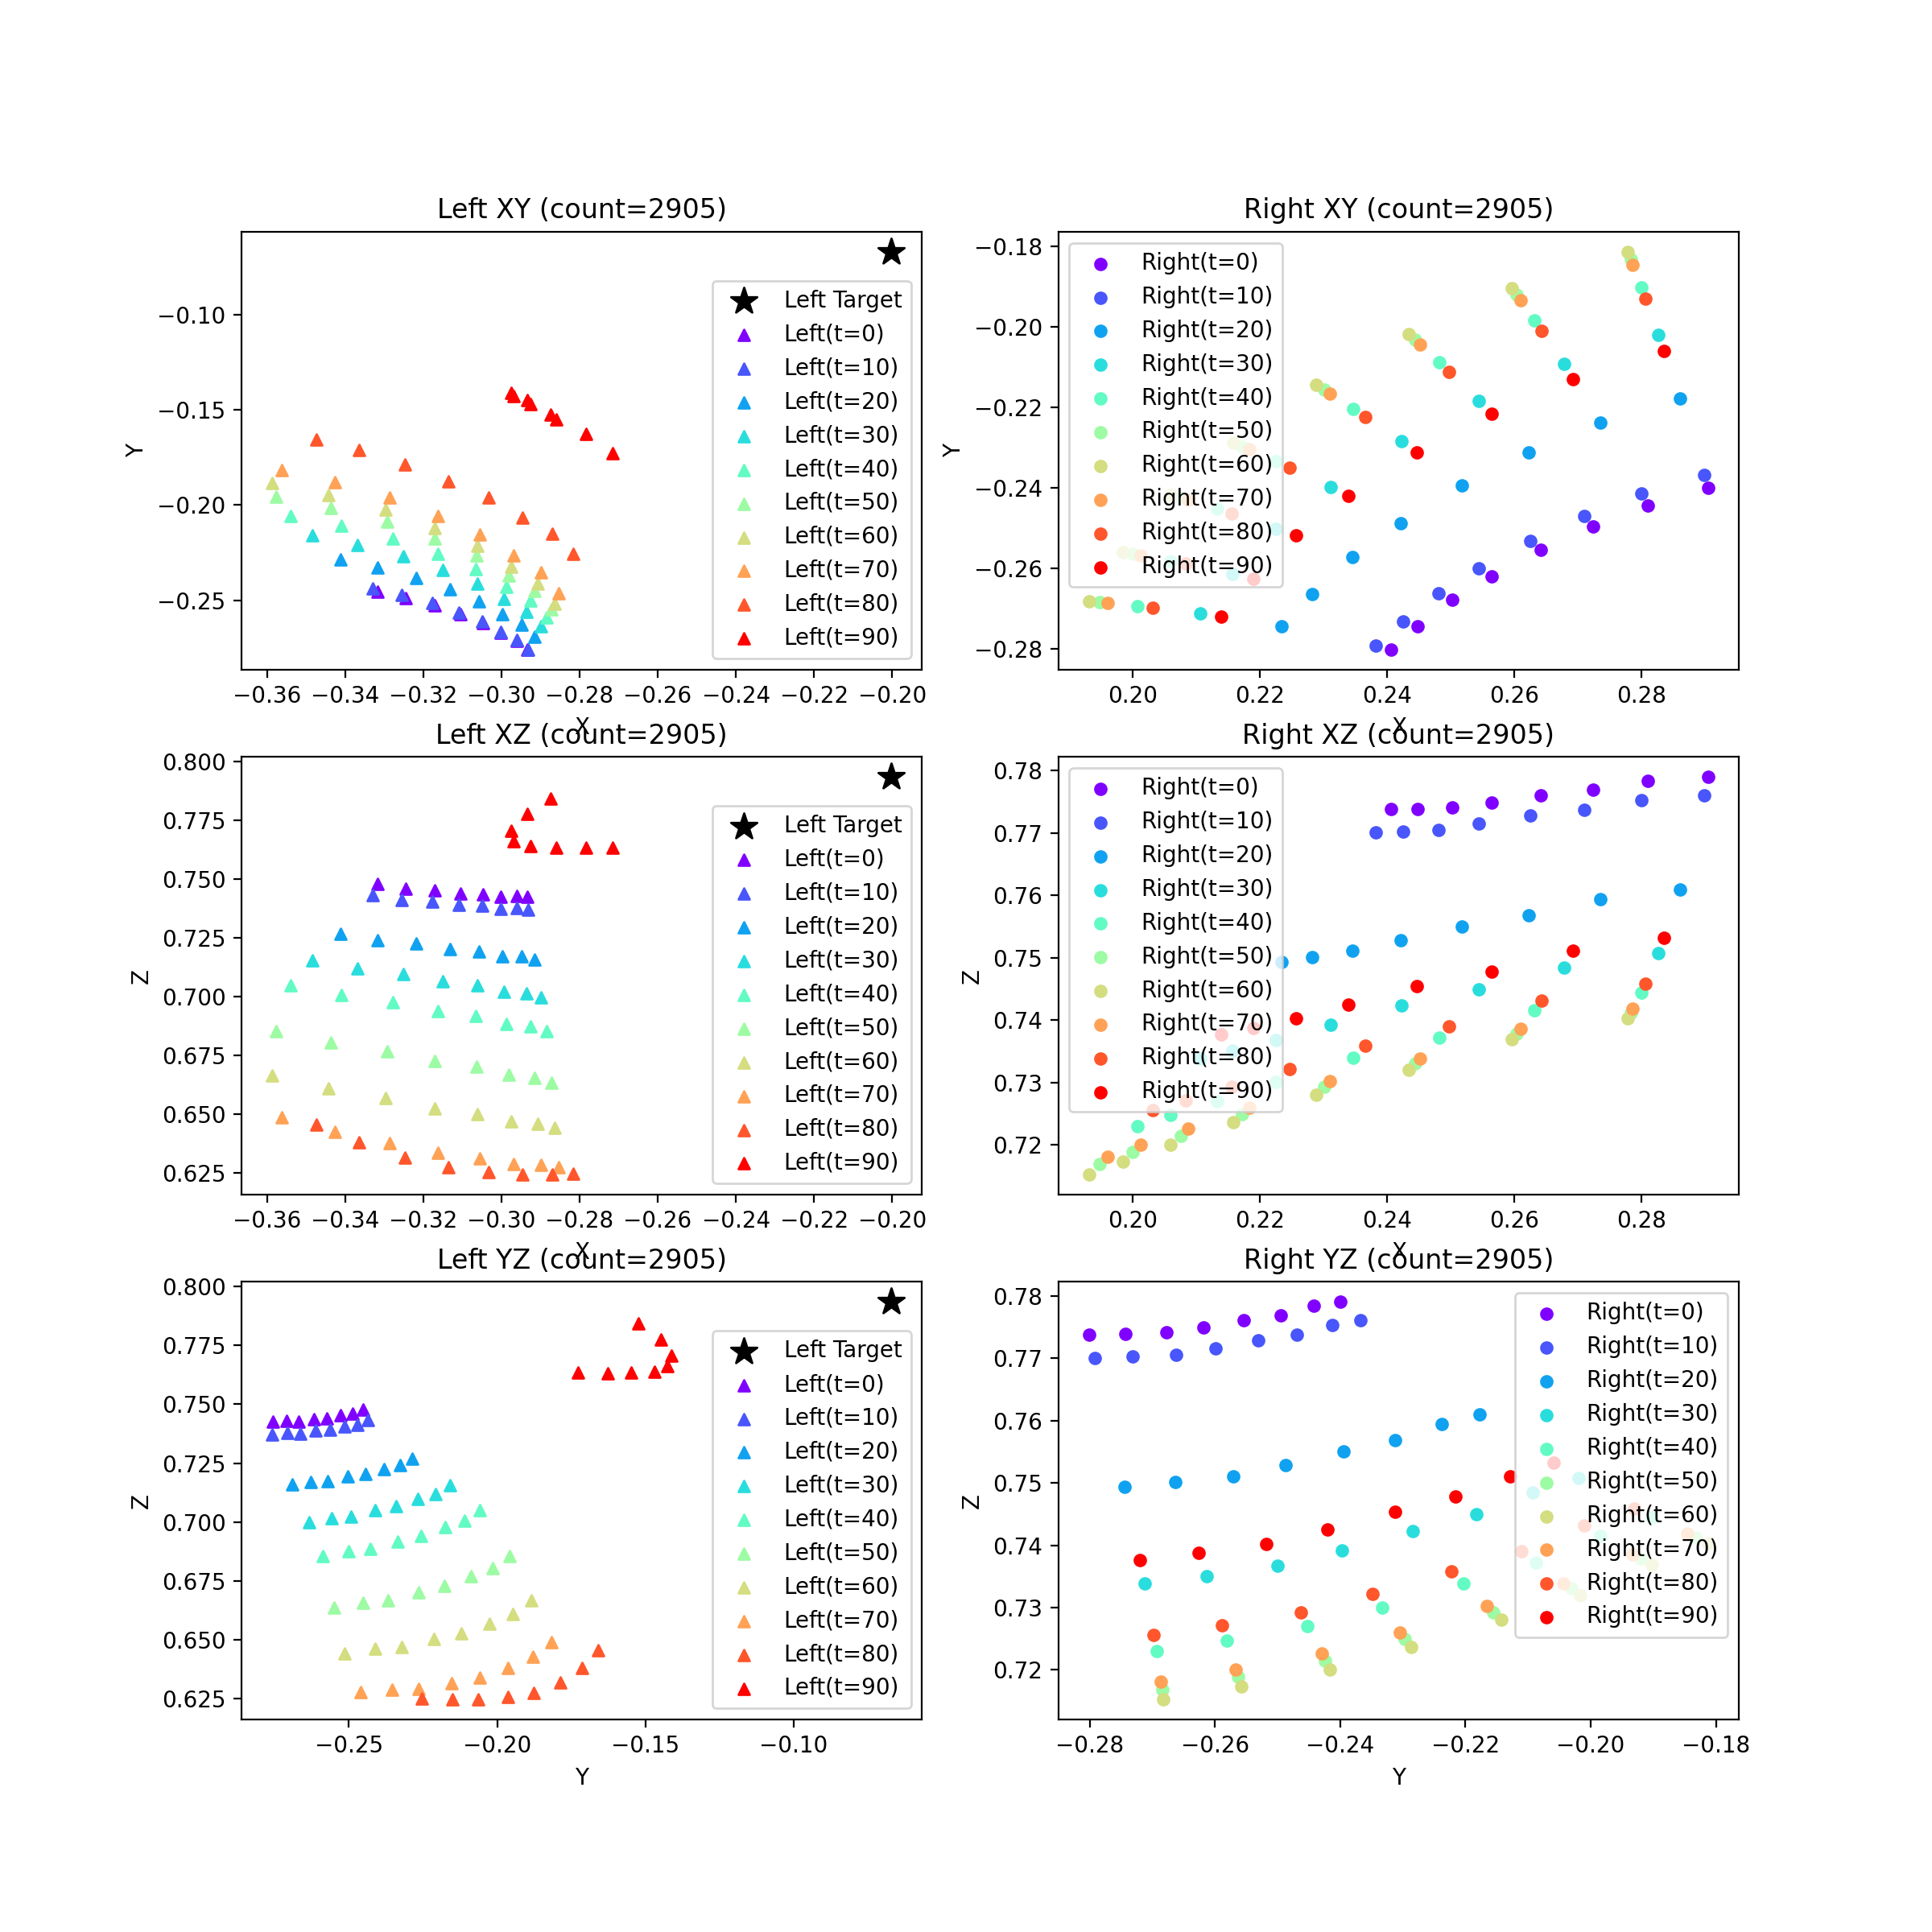 Left XY (count=2905)
Y
−0.10
−0.15
−0.20
−0.25
Left Target
Left(t=0)
Left(t=10)
Left(t=20)
Left(t=30)
Left(t=40)
Left(t=50)
Left(t=60)
Left(t=70)
Left(t=80)
Left(t=90)
−0.36 −0.34 −0.32 −0.30 −0.28 −0.26 −0.24 −0.22 −0.20
X
Right XY (count=2905)
Y
−0.18
−0.20
−0.22
−0.24
−0.26
−0.28
Right(t=0)
Right(t=10)
Right(t=20)
Right(t=30)
Right(t=40)
Right(t=50)
Right(t=60)
Right(t=70)
Right(t=80)
Right(t=90)
0.20 0.22 0.24 0.26 0.28
X
Left XZ (count=2905)
Z
0.800
0.775
0.750
0.725
0.700
0.675
0.650
0.625
Left Target
Left(t=0)
Left(t=10)
Left(t=20)
Left(t=30)
Left(t=40)
Left(t=50)
Left(t=60)
Left(t=70)
Left(t=80)
Left(t=90)
−0.36 −0.34 −0.32 −0.30 −0.28 −0.26 −0.24 −0.22 −0.20
X
Right XZ (count=2905)
Z
0.78
0.77
0.76
0.75
0.74
0.73
0.72
Right(t=0)
Right(t=10)
Right(t=20)
Right(t=30)
Right(t=40)
Right(t=50)
Right(t=60)
Right(t=70)
Right(t=80)
Right(t=90)
0.20 0.22 0.24 0.26 0.28
X
Left YZ (count=2905)
Z
0.800
0.775
0.750
0.725
0.700
0.675
0.650
0.625
Left Target
Left(t=0)
Left(t=10)
Left(t=20)
Left(t=30)
Left(t=40)
Left(t=50)
Left(t=60)
Left(t=70)
Left(t=80)
Left(t=90)
−0.25 −0.20 −0.15 −0.10
Y
Right YZ (count=2905)
Z
0.78
0.77
0.76
0.75
0.74
0.73
0.72
Right(t=0)
Right(t=10)
Right(t=20)
Right(t=30)
Right(t=40)
Right(t=50)
Right(t=60)
Right(t=70)
Right(t=80)
Right(t=90)
−0.28 −0.26 −0.24 −0.22 −0.20 −0.18
Y